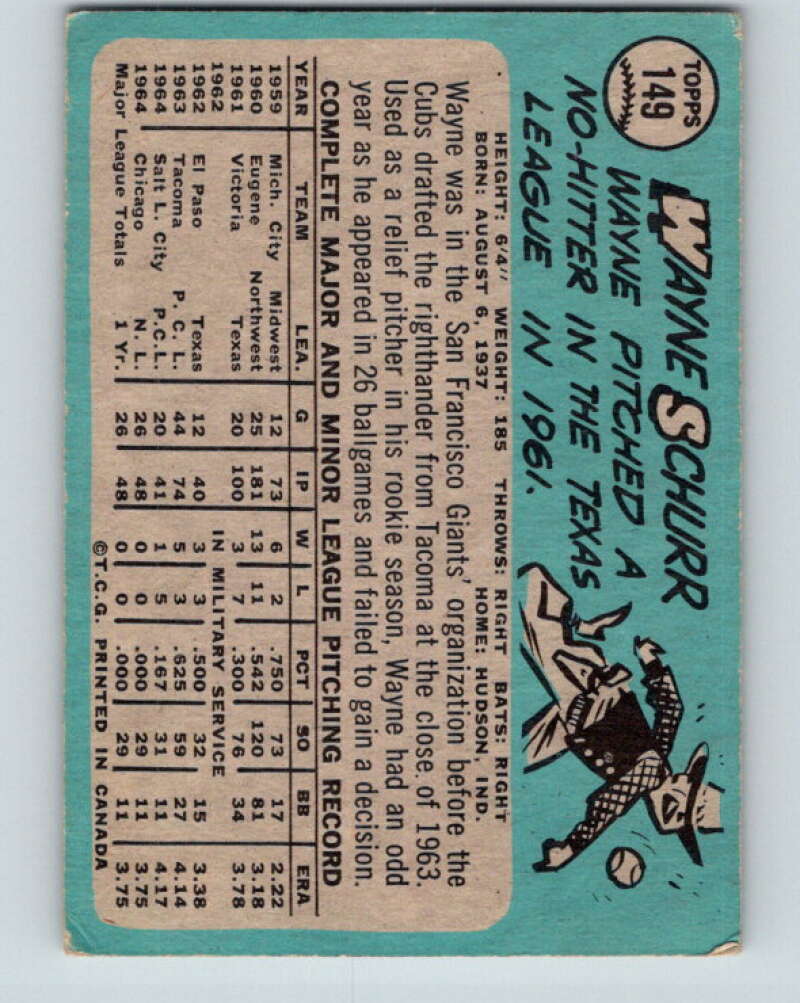 TOPPS
149
WAYNE SCHURR
WAYNE PITCHED A
NO-HITTER IN THE TEXAS
LEAGUE IN 1961.
HEIGHT: 6'4" WEIGHT: 185 THROWS: RIGHT BATS: RIGHT
BORN: AUGUST 6, 1937 HOME: HUDSON, IND.
Wayne was in the San Francisco Giants' organization before the
Cubs drafted the righthander from Tacoma at the close of 1963.
Used as a relief pitcher in his rookie season, Wayne had an odd
year as he appeared in 26 ballgames and failed to gain a decision.
COMPLETE MAJOR AND MINOR LEAGUE PITCHING RECORD
YEAR TEAM LEA. G IP W L PCT SO BB ERA
1959 Mich. City Midwest 12 73 6 2 .750 73 17 2.22
1960 Eugene Northwest 25 181 13 11 .542 120 81 3.18
1961 Victoria Texas 20 100 3 7 .300 76 34 3.78
1962 IN MILITARY SERVICE
1962 El Paso Texas 12 40 3 3 .500 32 15 3.38
1963 Tacoma P. C. L. 44 74 5 3 .625 59 27 4.14
1964 Salt L. City P.C.L. 20 41 1 5 .167 31 11 4.17
1964 Chicago N. L. 26 48 0 0 .000 29 11 3.75
Major League Totals 1 Yr. 26 48 0 0 .000 29 11 3.75
©T.C.G. PRINTED IN CANADA